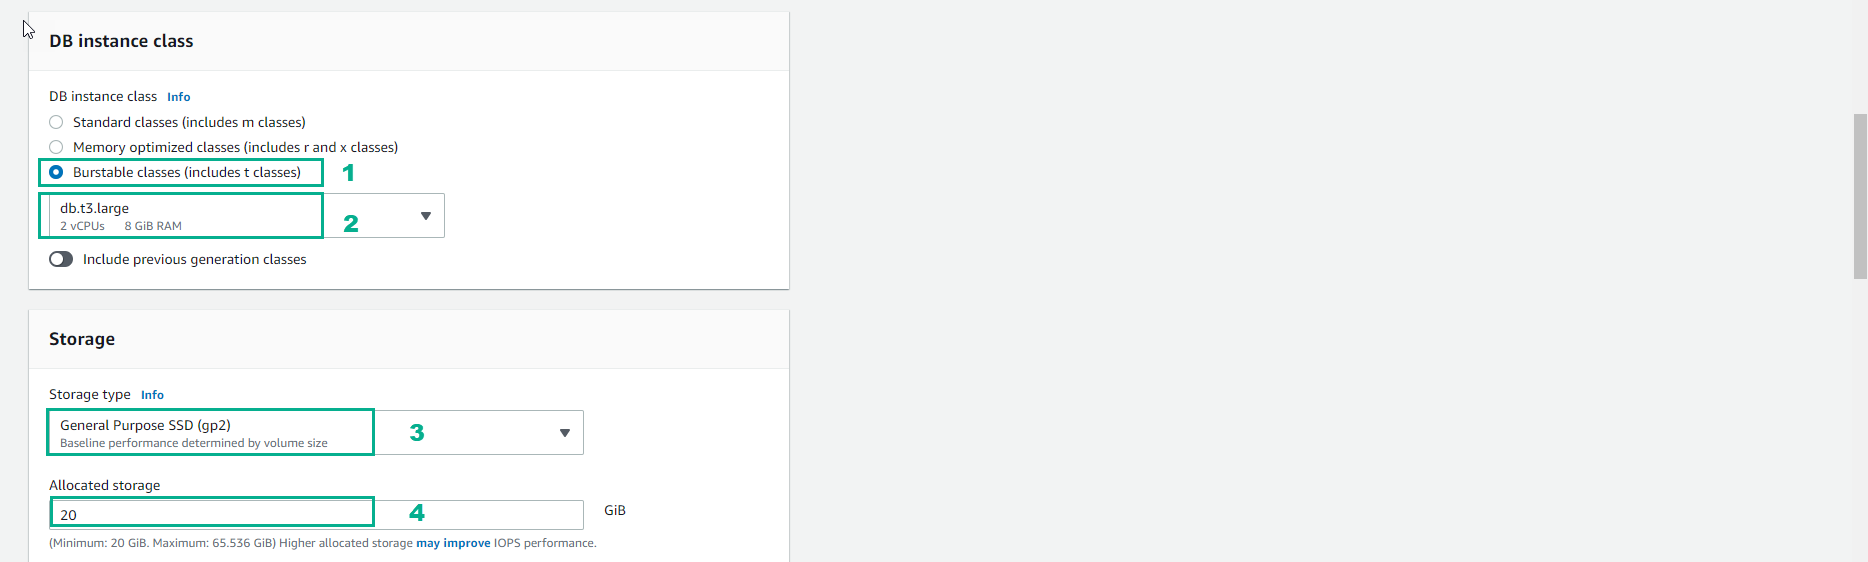 DB instance class
DB instance class Info
Standard classes (includes m classes)
Memory optimized classes (includes r and x classes)
Burstable classes (includes t classes) 1
db.t3.large
2 vCPUs 8 GiB RAM 2
Include previous generation classes
Storage
Storage type Info
General Purpose SSD (gp2)
Baseline performance determined by volume size 3
Allocated storage
20 4 GiB
(Minimum: 20 GiB. Maximum: 65.536 GiB) Higher allocated storage may improve IOPS performance.